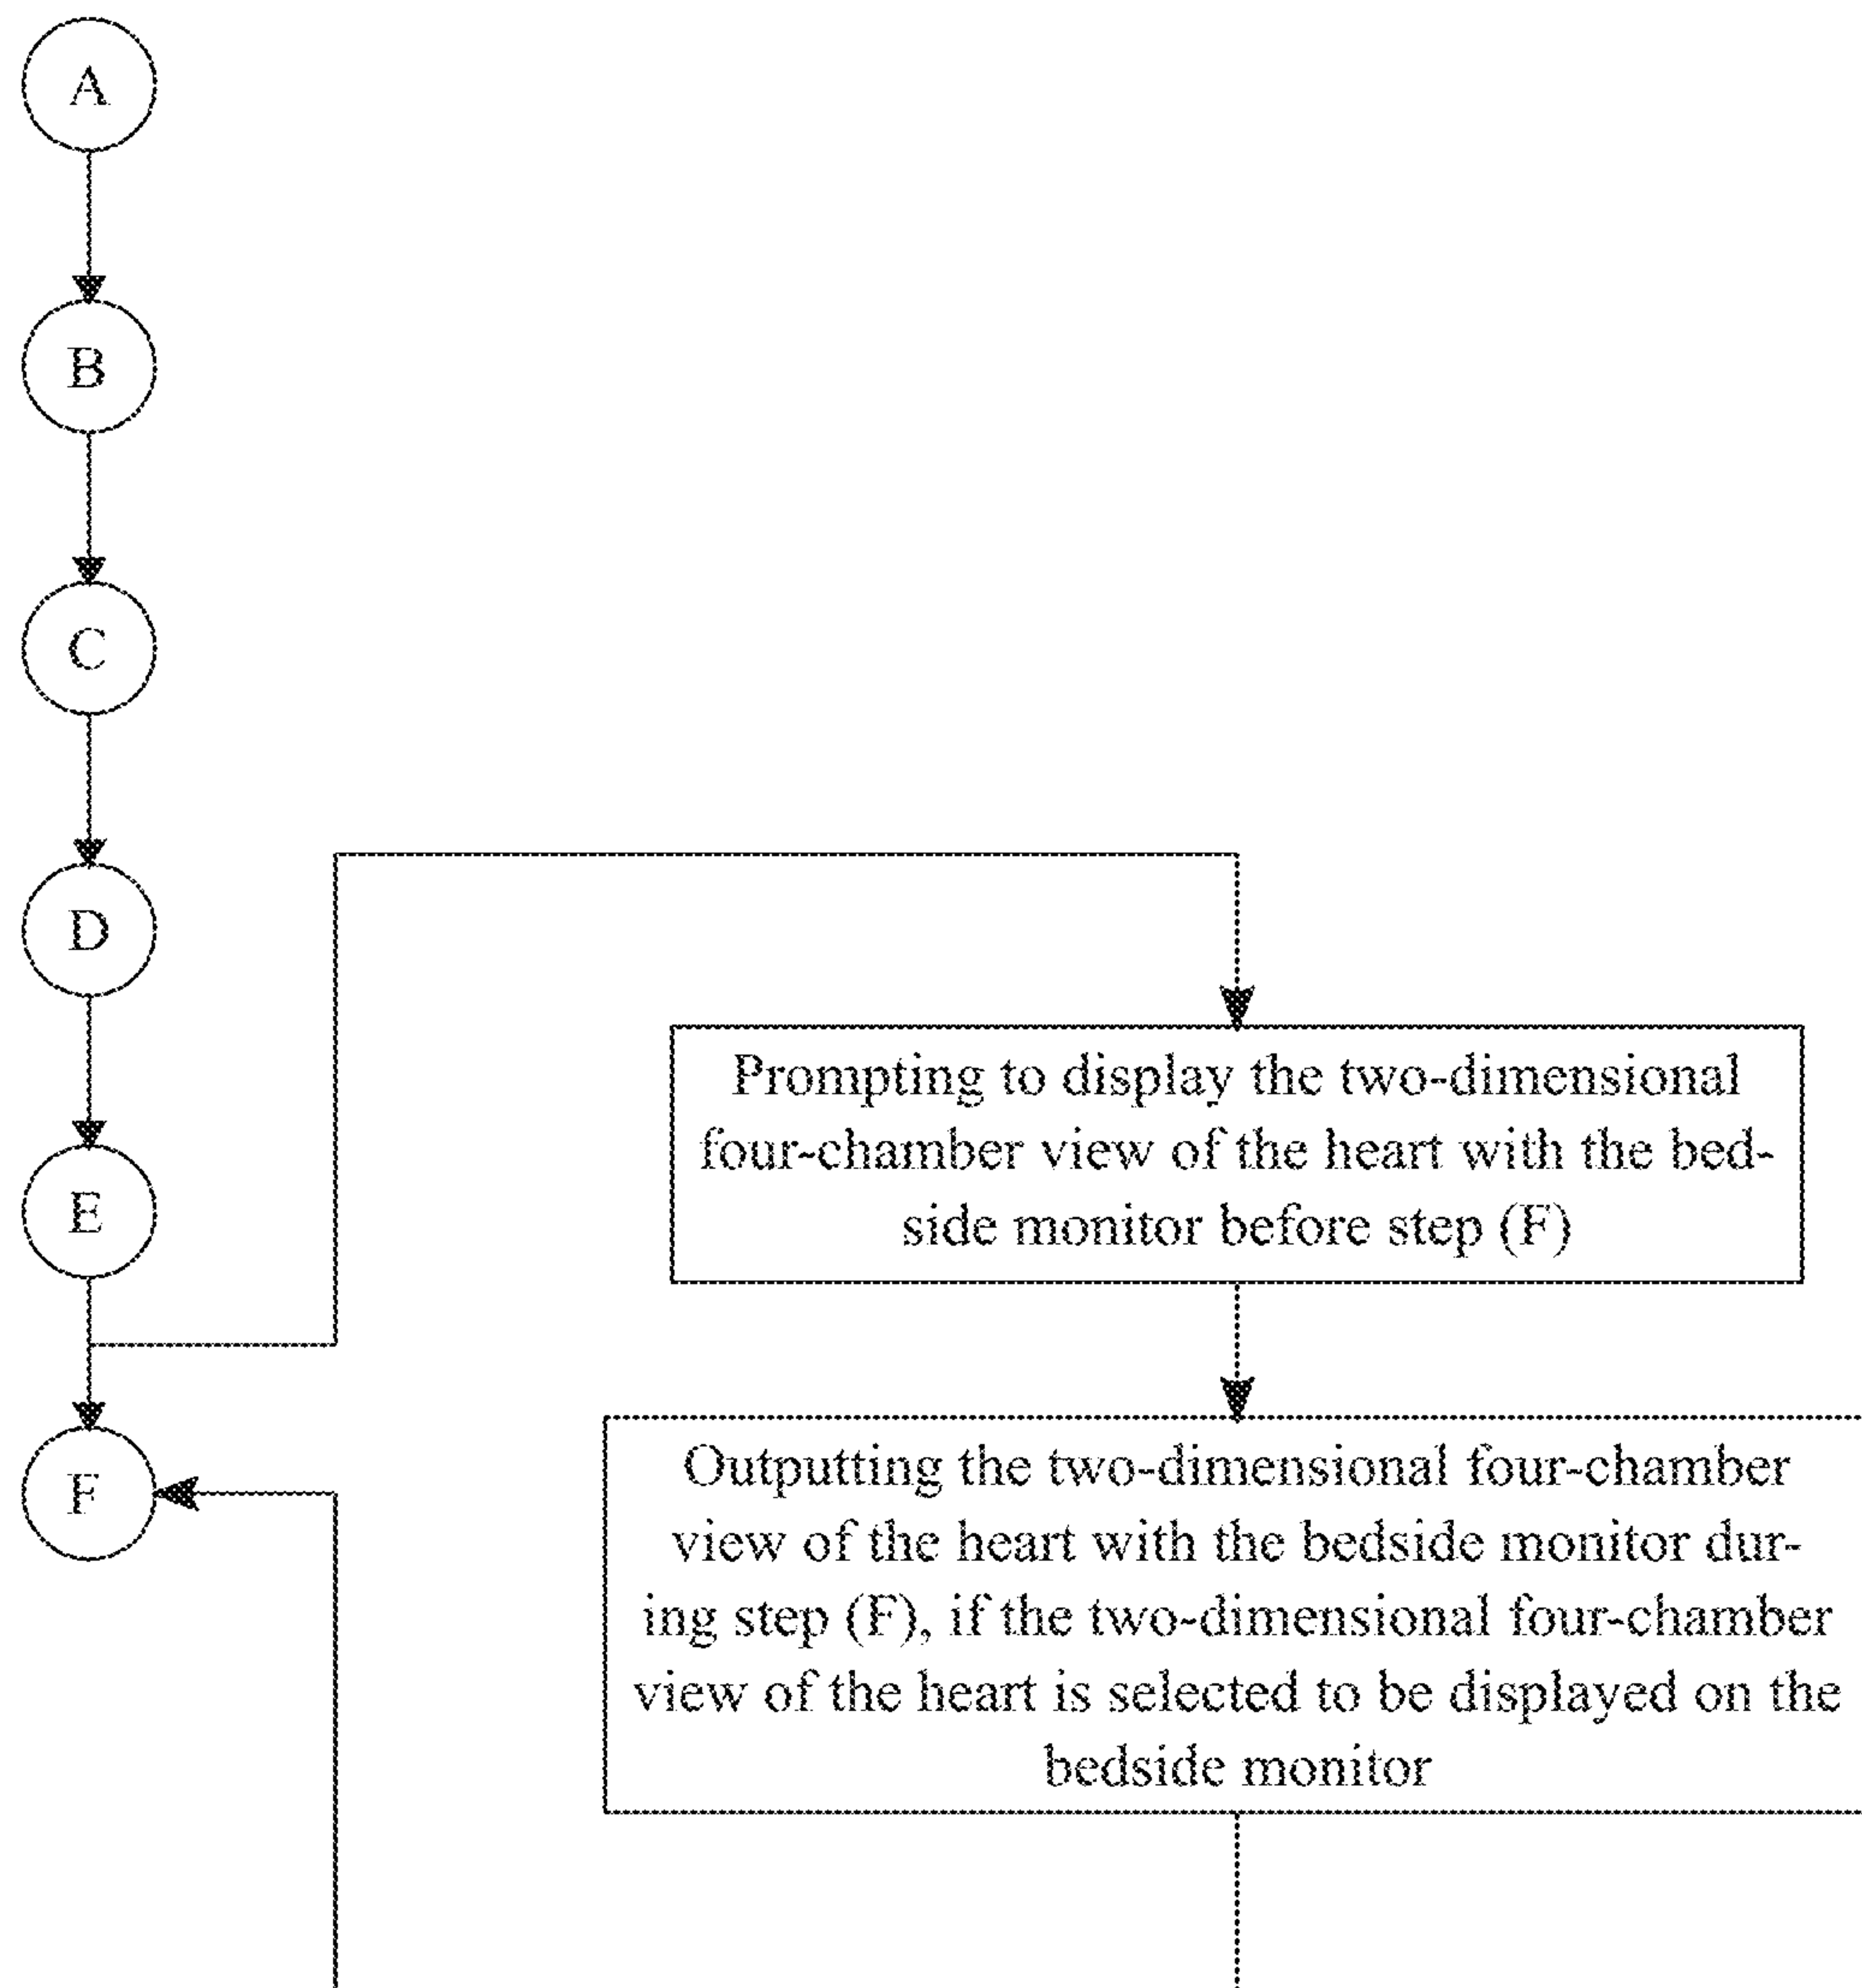 A
B
C
D
E
F
Prompting to display the two-dimensional
four-chamber view of the heart with the bed-
side monitor before step (F)
Outputting the two-dimensional four-chamber
view of the heart with the bedside monitor dur-
ing step (F), if the two-dimensional four-chamber
view of the heart is selected to be displayed on the
bedside monitor